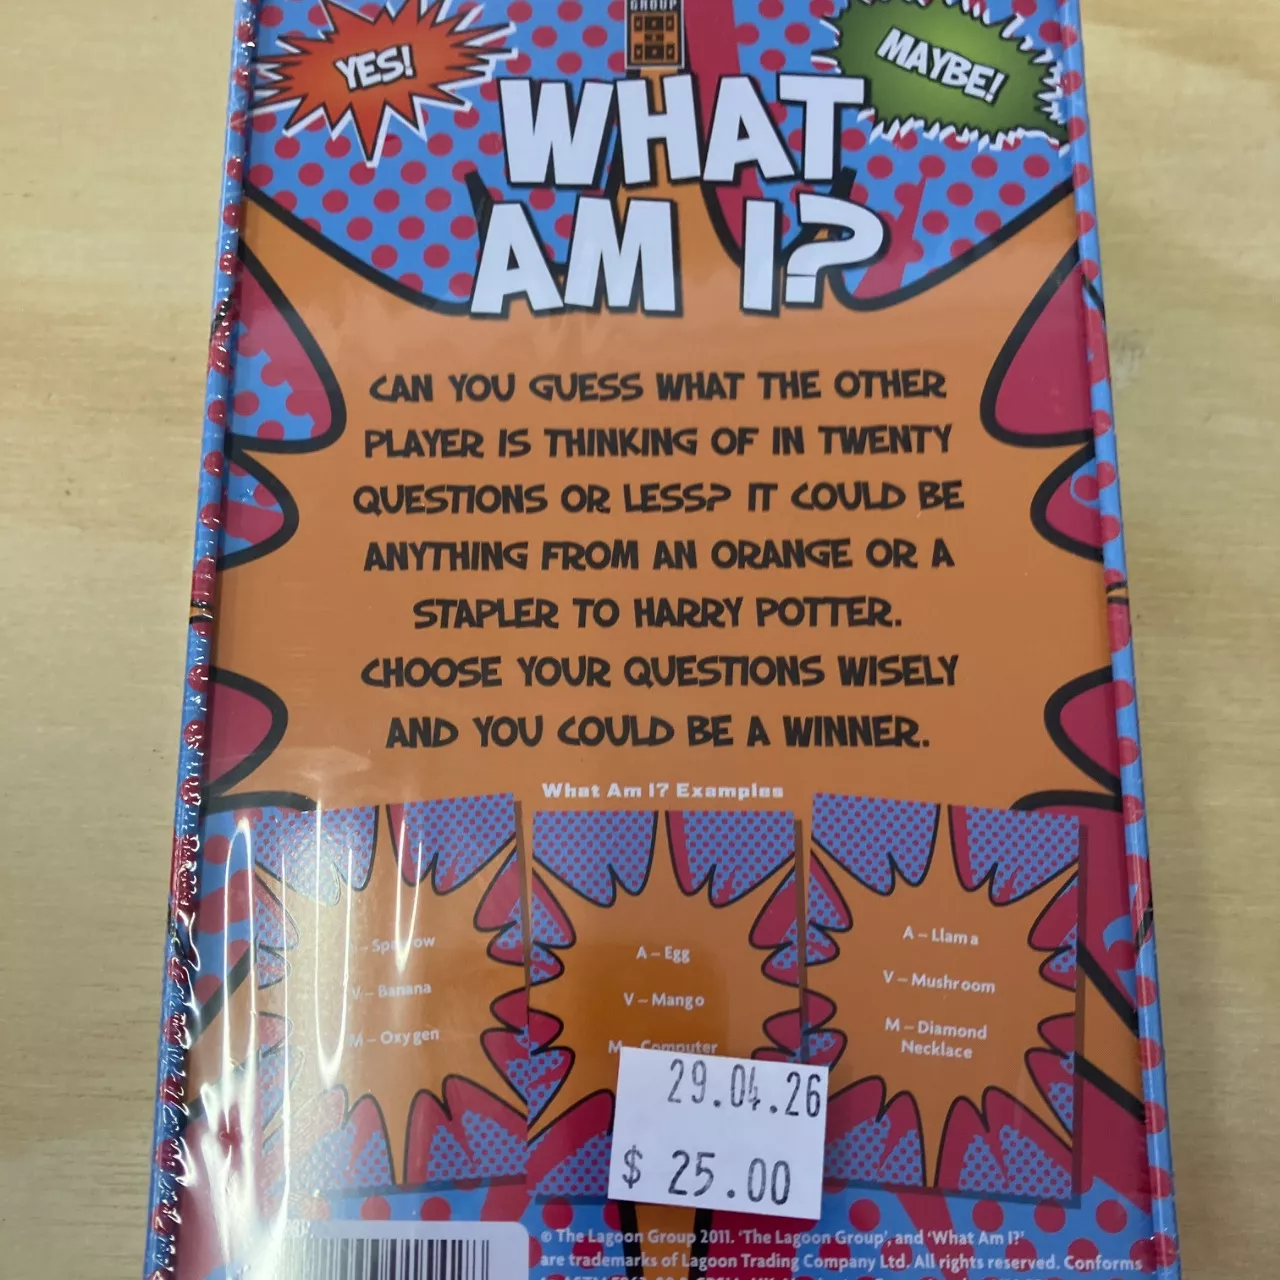 GROUP
YES!
MAYBE!
WHAT
AM I?
CAN YOU GUESS WHAT THE OTHER
PLAYER IS THINKING OF IN TWENTY
QUESTIONS OR LESS? IT COULD BE
ANYTHING FROM AN ORANGE OR A
STAPLER TO HARRY POTTER.
CHOOSE YOUR QUESTIONS WISELY
AND YOU COULD BE A WINNER.
What Am I? Examples
– Sparrow
V – Banana
M – Oxygen
A – Egg
V – Mango
M – Computer
A – Llama
V – Mushroom
M – Diamond
Necklace
29.04.26
$ 25.00
© The Lagoon Group 2011. 'The Lagoon Group', and 'What Am I?'
are trademarks of Lagoon Trading Company Ltd. All rights reserved. Conforms